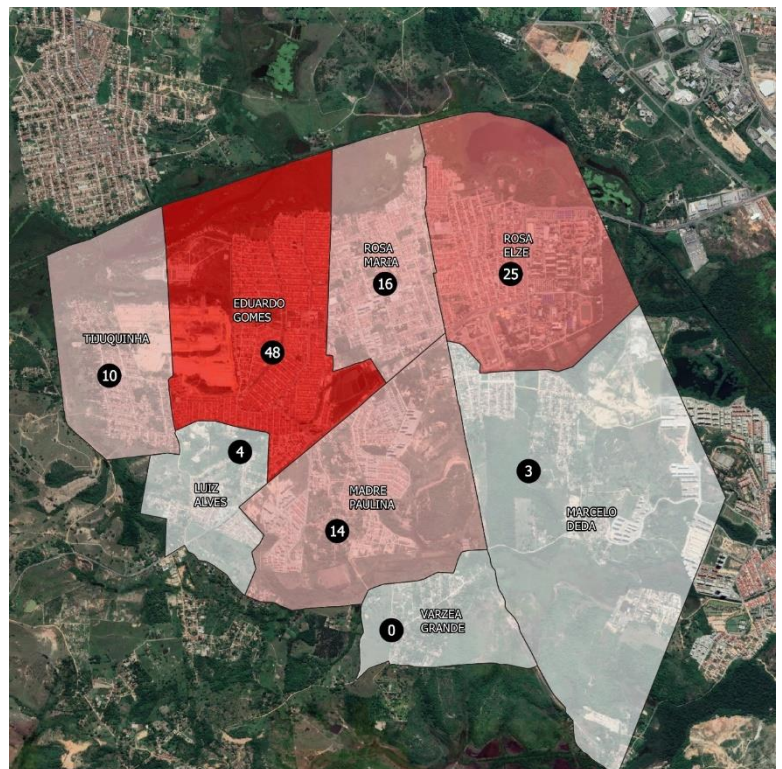 ROSA
ELZE
25
ROSA
MARIA
16
EDUARDO
GOMES
48
TIJUQUINHA
10
4
LUIZ
ALVES
MADRE
PAULINA
14
3
MARCELO
DEDA
VARZEA
GRANDE
0